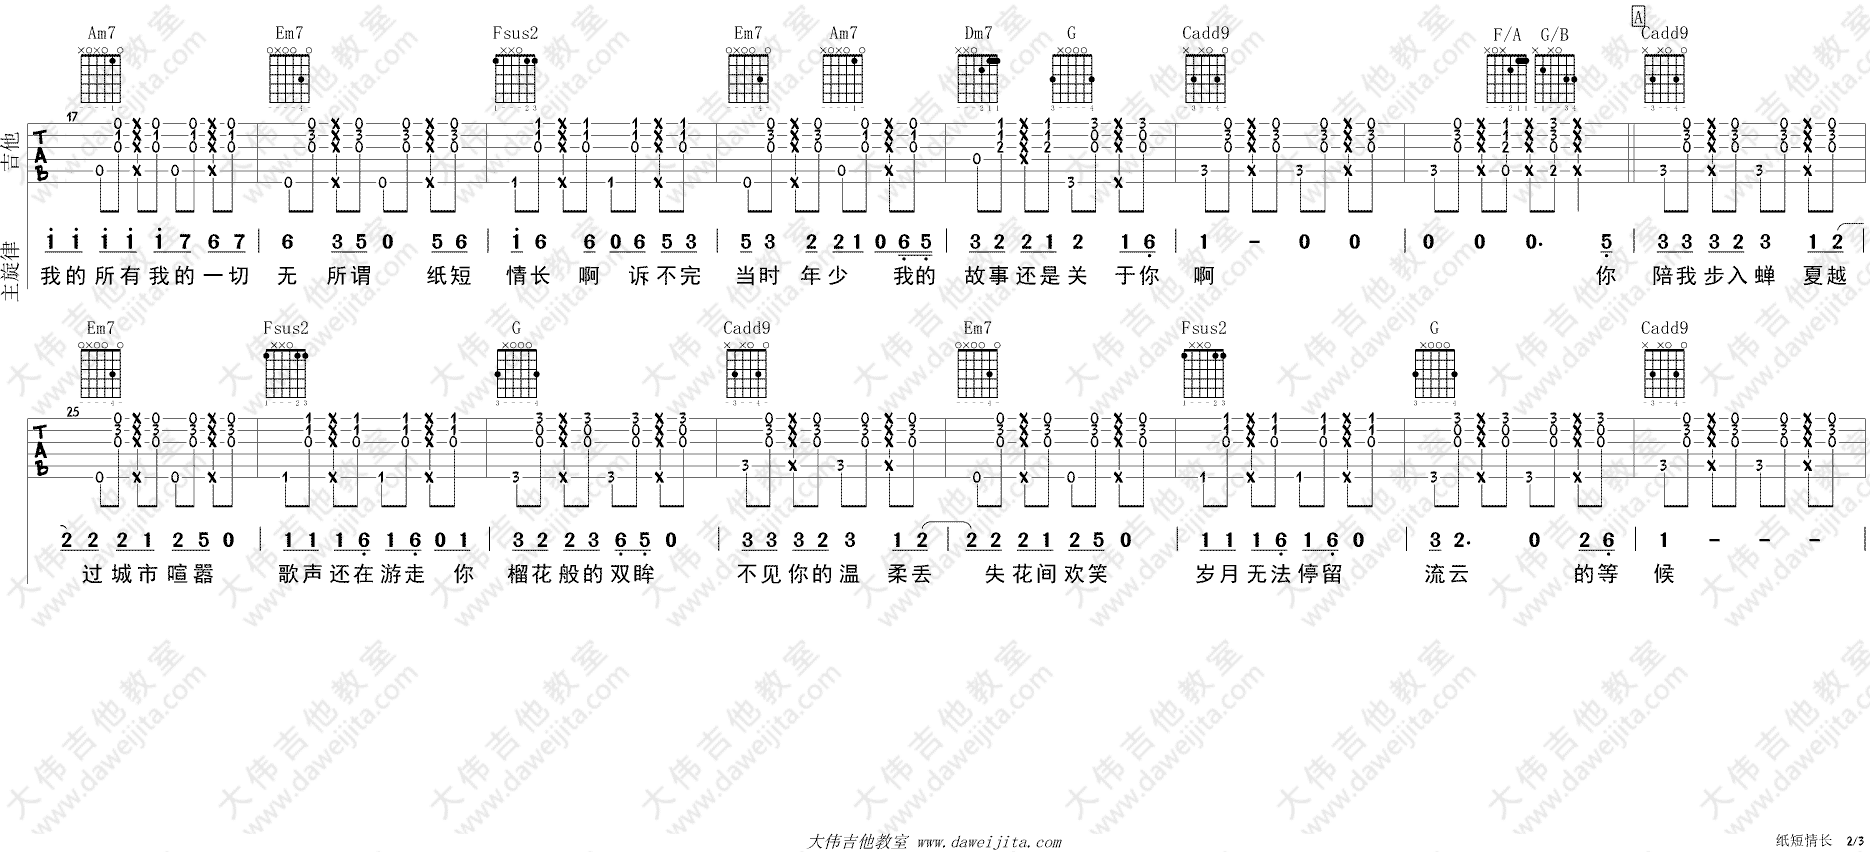 A
Am7 Em7 Fsus2 Em7 Am7 Dm7 G Cadd9 F/A G/B Cadd9
17
吉他
TAB
主旋律
1 1 1 1 1 7 6 7 | 6 3 5 0 5 6 | 1 6 6 0 6 5 3 | 5 3 2 2 1 0 6 5 | 3 2 2 1 2 1 6 | 1 - 0 0 | 0 0 0. 5 | 3 3 3 2 3 1 2 |
我的所有我的一切 无 所谓 纸短 情长 啊 诉不完 当时 年少 我的 故事还是关 于你 啊 你 陪我步入蝉 夏越
Em7 Fsus2 G Cadd9 Em7 Fsus2 G Cadd9
25
TAB
2 2 2 1 2 5 0 | 1 1 1 6 1 6 0 1 | 3 2 2 3 6 5 0 | 3 3 3 2 3 1 2 | 2 2 2 1 2 5 0 | 1 1 1 6 1 6 0 | 3 2. 0 2 6 | 1 - - - |
过城市喧嚣 歌声还在游走 你 榴花般的双眸 不见你的温 柔丢 失花间欢笑 岁月无法停留 流云 的等 候
大伟吉他教室 www.daweijita.com
纸短情长 2/3